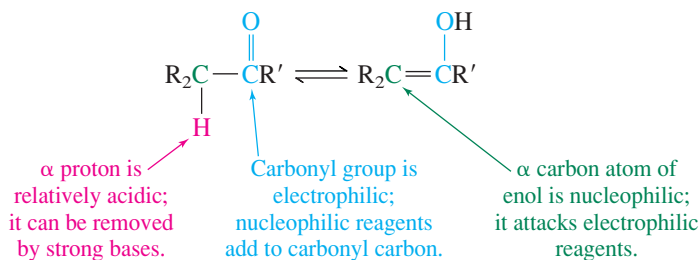 O
OH
R₂C—CR′ ⇌ R₂C=CR′
H
α proton is
relatively acidic;
it can be removed
by strong bases.
Carbonyl group is
electrophilic;
nucleophilic reagents
add to carbonyl carbon.
α carbon atom of
enol is nucleophilic;
it attacks electrophilic
reagents.